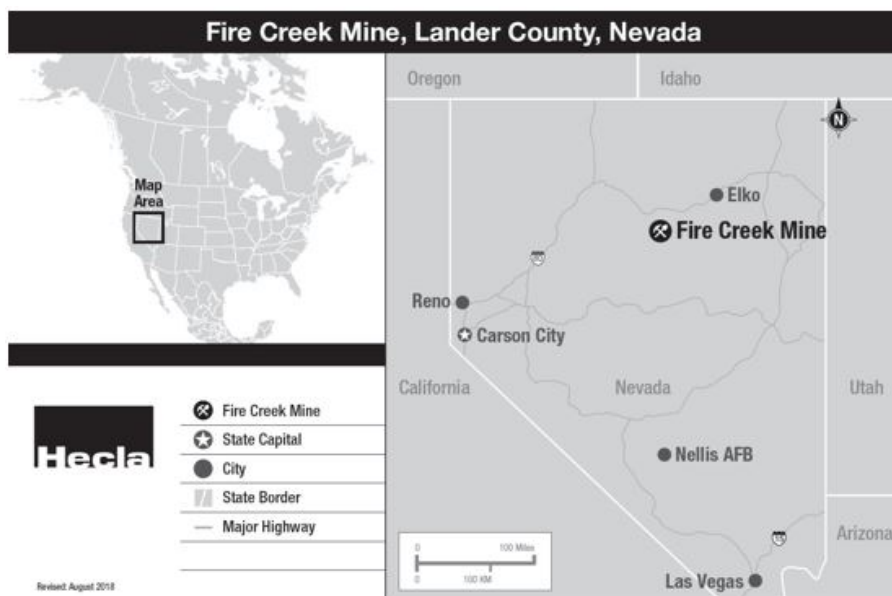 Fire Creek Mine, Lander County, Nevada
Map
Area
Oregon
Idaho
N
Elko
Fire Creek Mine
80
Reno
Carson City
California
Nevada
Utah
Nellis AFB
Arizona
15
Las Vegas
0 100 Miles
0 100 KM
Hecla
Fire Creek Mine
State Capital
City
State Border
Major Highway
Revised: August 2018